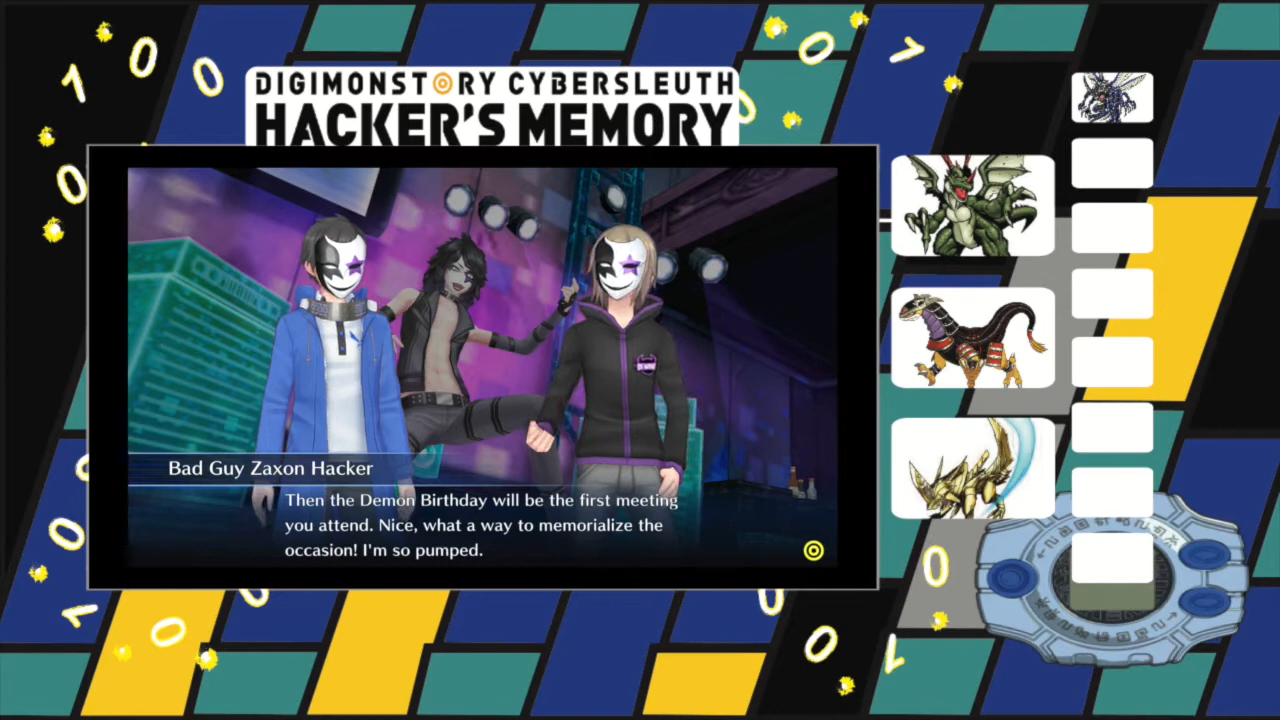 DIGIMONSTORY CYBERSLEUTH
HACKER'S MEMORY
Bad Guy Zaxon Hacker
Then the Demon Birthday will be the first meeting
you attend. Nice, what a way to memorialize the
occasion! I'm so pumped.